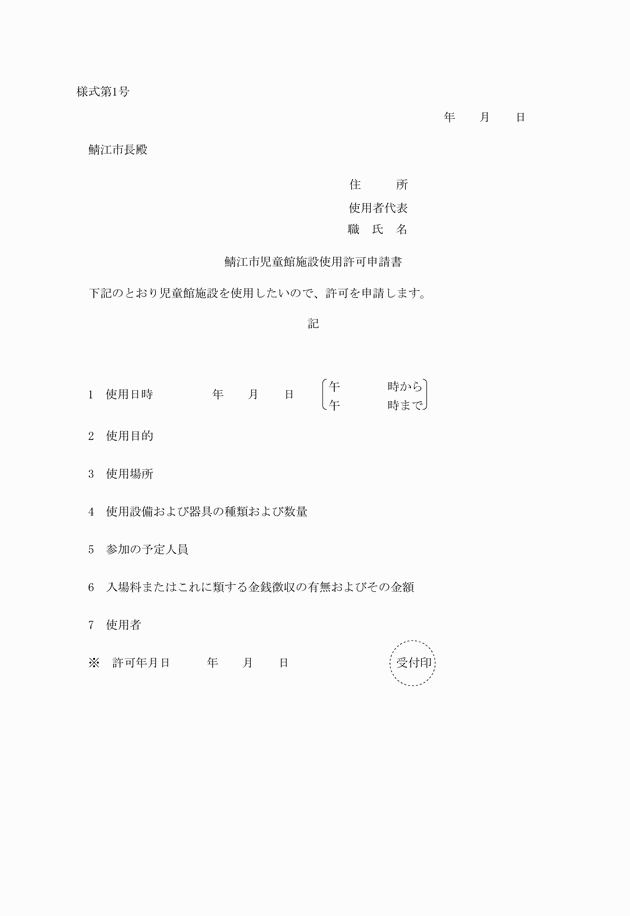 様式第1号
年　　月　　日
鯖江市長殿
住　　　所
使用者代表
職　氏　名
鯖江市児童館施設使用許可申請書
下記のとおり児童館施設を使用したいので、許可を申請します。
記
1　使用日時　　　　　年　　月　　日　　午　　　　時から
午　　　　時まで
2　使用目的
3　使用場所
4　使用設備および器具の種類および数量
5　参加の予定人員
6　入場料またはこれに類する金銭徴収の有無およびその金額
7　使用者
※　許可年月日　　　年　　月　　日　　　　　　　　　受付印